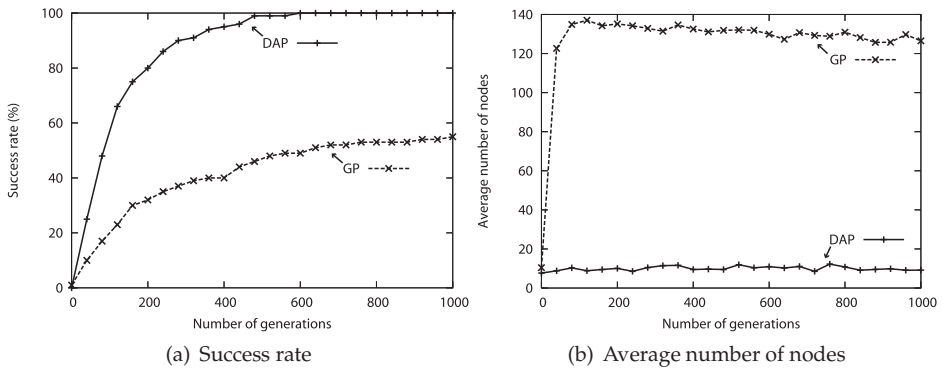 100
80
60
40
20
0
Success rate (%)
DAP
GP
0
200
400
600
800
1000
Number of generations
(a) Success rate
140
120
100
80
60
40
20
0
Average number of nodes
GP
DAP
0
200
400
600
800
1000
Number of generations
(b) Average number of nodes